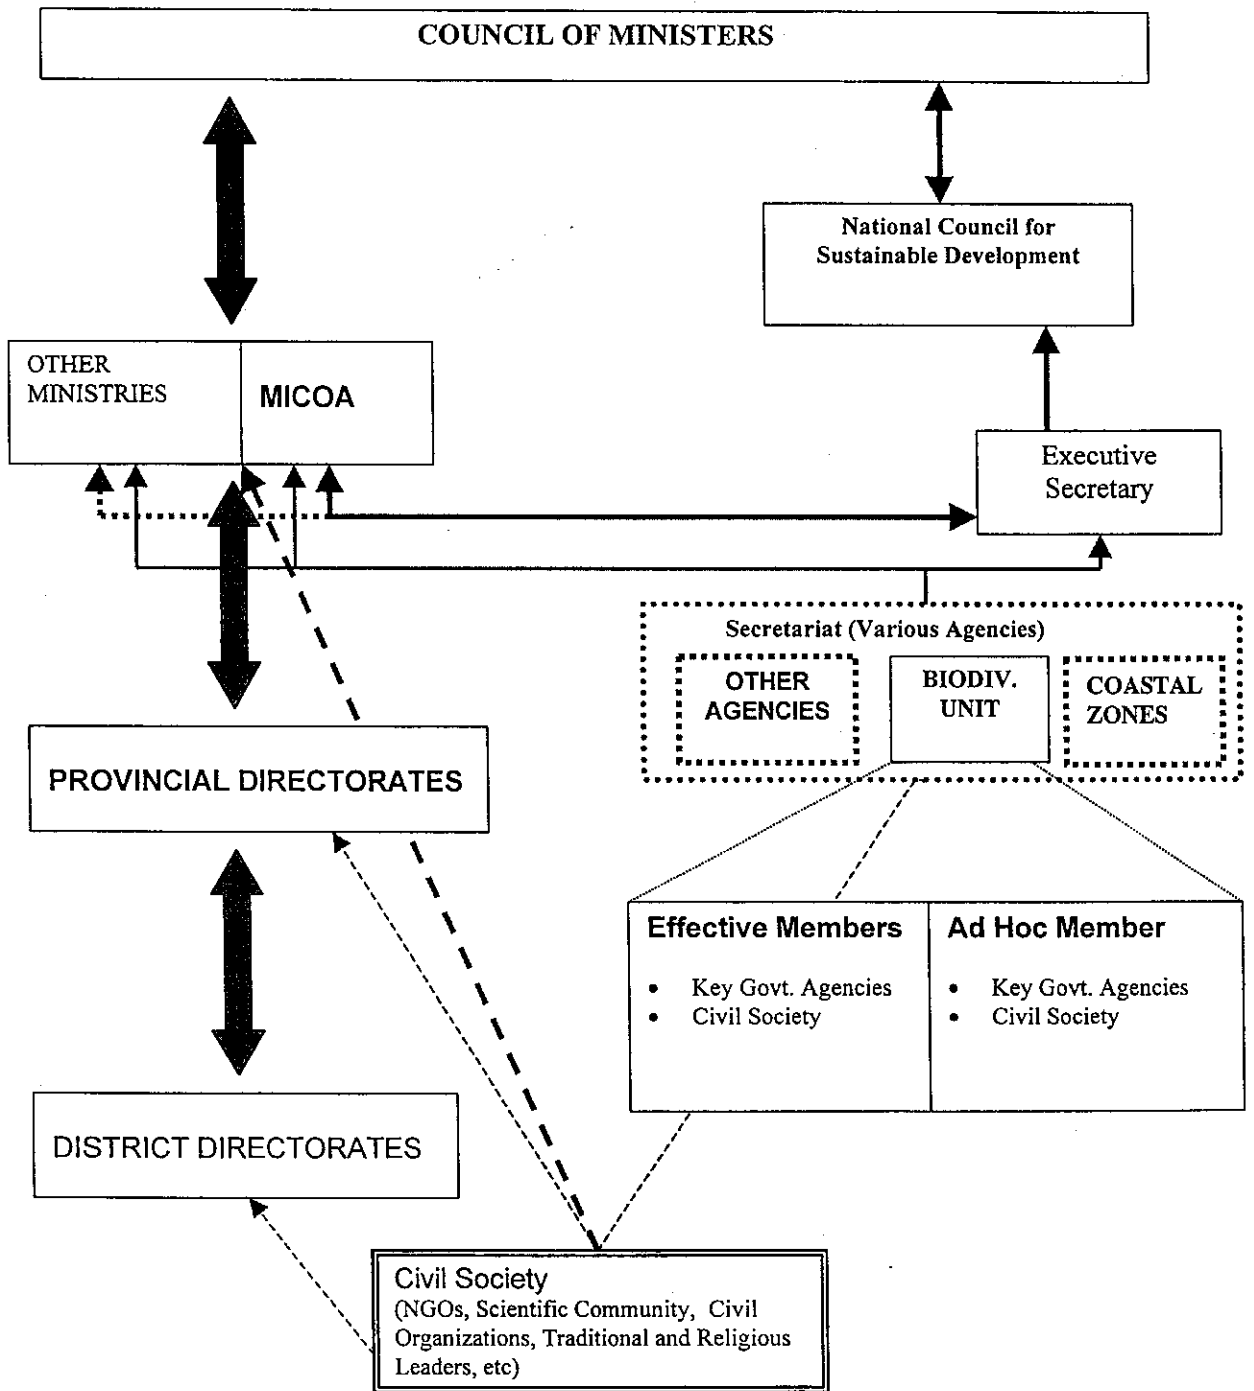 COUNCIL OF MINISTERS
National Council for
Sustainable Development
OTHER
MINISTRIES
MICOA
Executive
Secretary
Secretariat (Various Agencies)
OTHER
AGENCIES
BIODIV.
UNIT
COASTAL
ZONES
PROVINCIAL DIRECTORATES
Effective Members
• Key Govt. Agencies
• Civil Society
Ad Hoc Member
• Key Govt. Agencies
• Civil Society
DISTRICT DIRECTORATES
Civil Society
(NGOs, Scientific Community, Civil
Organizations, Traditional and Religious
Leaders, etc)